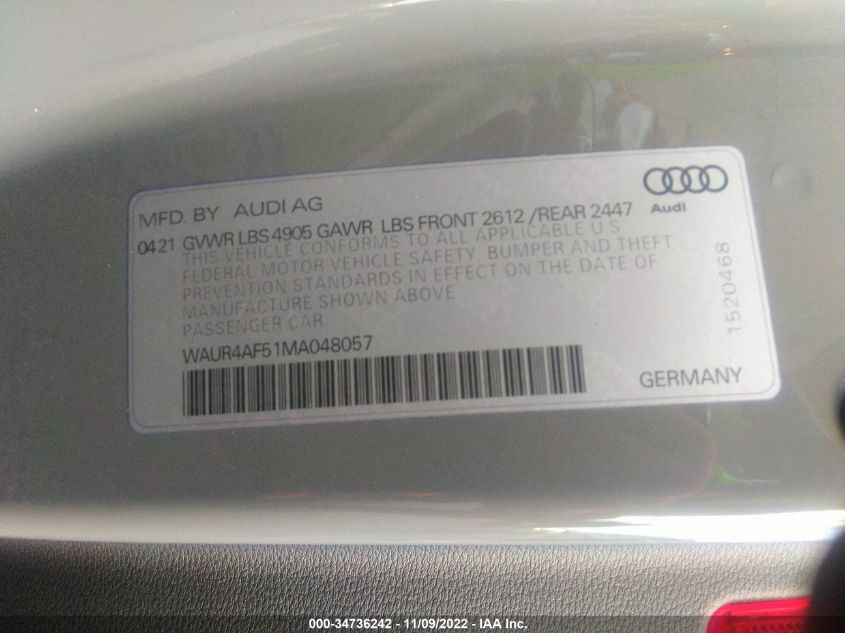 MFD. BY AUDI AG
Audi
0421 GVWR LBS 4905 GAWR LBS FRONT 2612 /REAR 2447
THIS VEHICLE CONFORMS TO ALL APPLICABLE U S
FEDERAL MOTOR VEHICLE SAFETY, BUMPER AND THEFT
PREVENTION STANDARDS IN EFFECT ON THE DATE OF
MANUFACTURE SHOWN ABOVE
PASSENGER CAR
1520468
WAUR4AF51MA048057
GERMANY
000-34736242 - 11/09/2022 - IAA Inc.